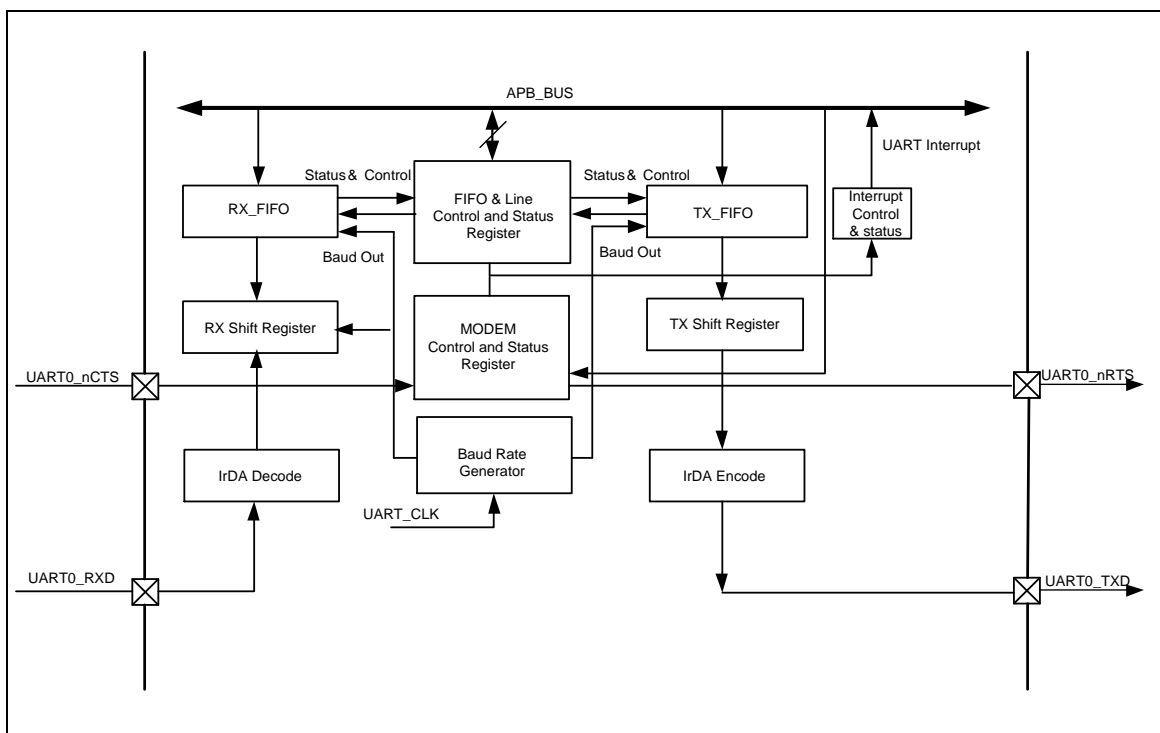 APB_BUS
UART Interrupt
Status & Control
Status & Control
RX_FIFO
FIFO & Line
Control and Status
Register
TX_FIFO
Interrupt
Control
& status
Baud Out
Baud Out
RX Shift Register
MODEM
Control and Status
Register
TX Shift Register
UART0_nCTS
UART0_nRTS
IrDA Decode
Baud Rate
Generator
IrDA Encode
UART_CLK
UART0_RXD
UART0_TXD